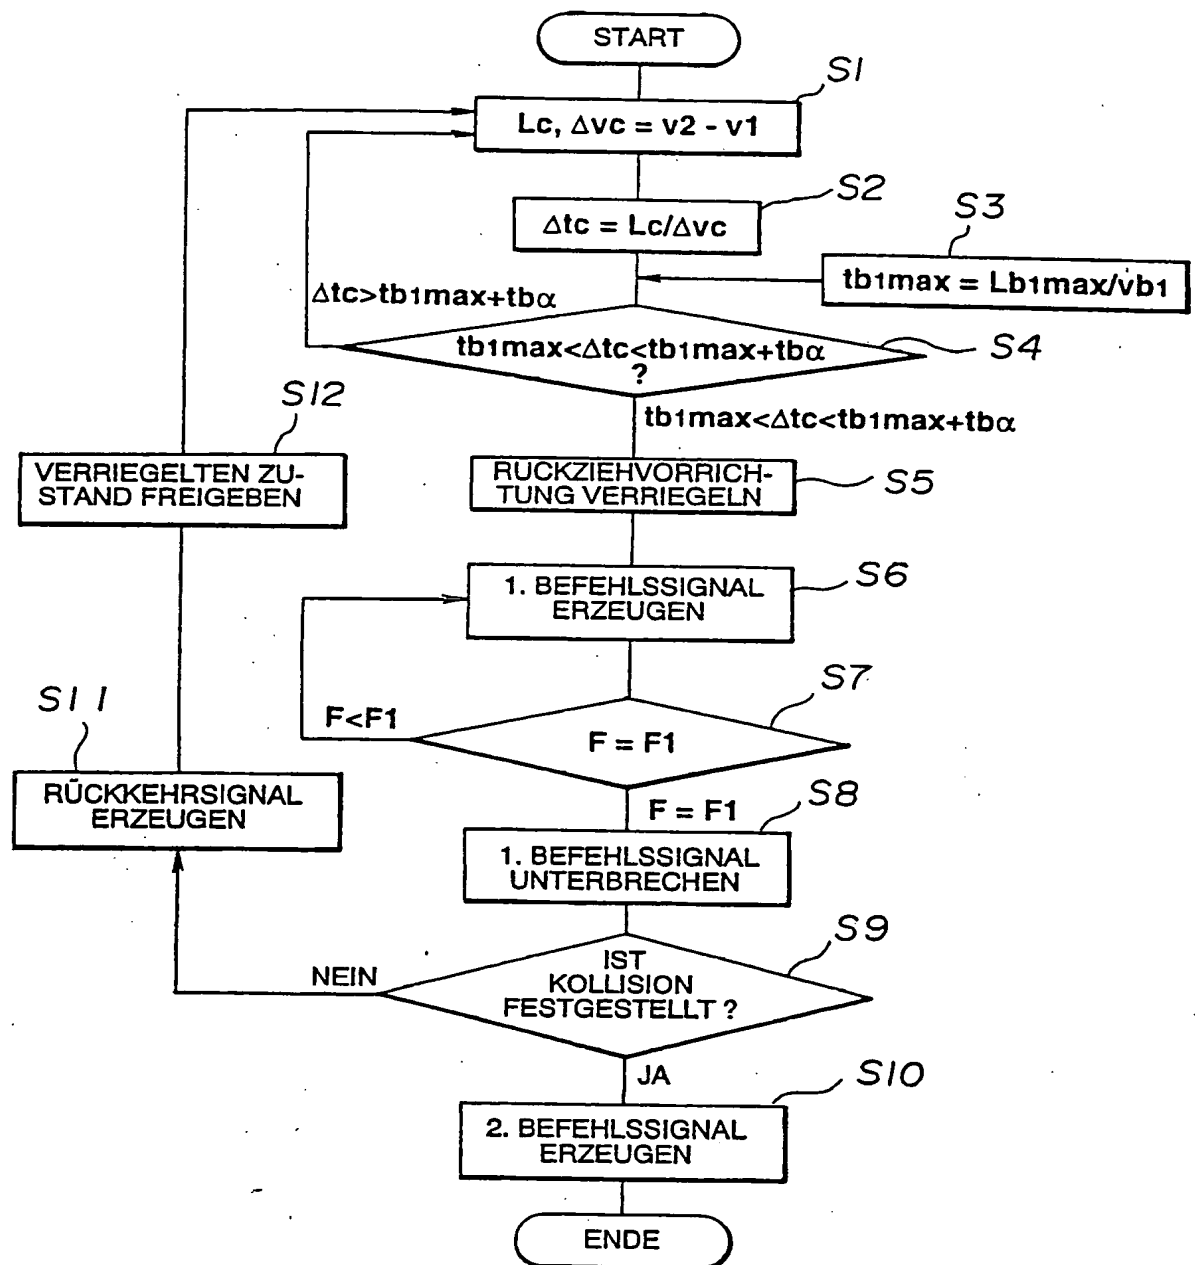 START
S1
Lc, Δvc = v2 - v1
S2
Δtc = Lc/Δvc
S3
tb1max = Lb1max/vb1
Δtc>tb1max+tbα
tb1max<Δtc<tb1max+tbα
?
S4
tb1max<Δtc<tb1max+tbα
S12
VERRIEGELTEN ZU-
STAND FREIGEBEN
RUCKZIEHVORRICH-
TUNG VERRIEGELN
S5
1. BEFEHLSSIGNAL
ERZEUGEN
S6
S7
F<F1
F = F1
S11
RÜCKKEHRSIGNAL
ERZEUGEN
F = F1
S8
1. BEFEHLSSIGNAL
UNTERBRECHEN
S9
IST
KOLLISION
FESTGESTELLT ?
NEIN
JA
S10
2. BEFEHLSSIGNAL
ERZEUGEN
ENDE